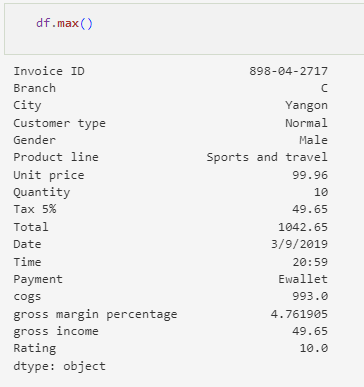 df.max()
Invoice ID 898-04-2717
Branch C
City Yangon
Customer type Normal
Gender Male
Product line Sports and travel
Unit price 99.96
Quantity 10
Tax 5% 49.65
Total 1042.65
Date 3/9/2019
Time 20:59
Payment Ewallet
cogs 993.0
gross margin percentage 4.761905
gross income 49.65
Rating 10.0
dtype: object